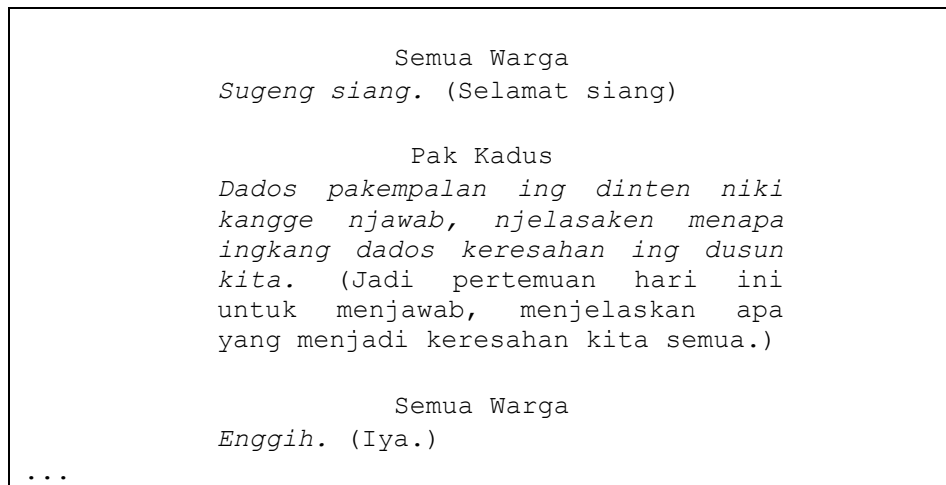 Semua Warga
Sugeng siang. (Selamat siang)
Pak Kadus
Dados pakempalan ing dinten niki
kangge njawab, njelasaken menapa
ingkang dados keresahan ing dusun
kita. (Jadi pertemuan hari ini
untuk menjawab, menjelaskan apa
yang menjadi keresahan kita semua.)
Semua Warga
Enggih. (Iya.)
...